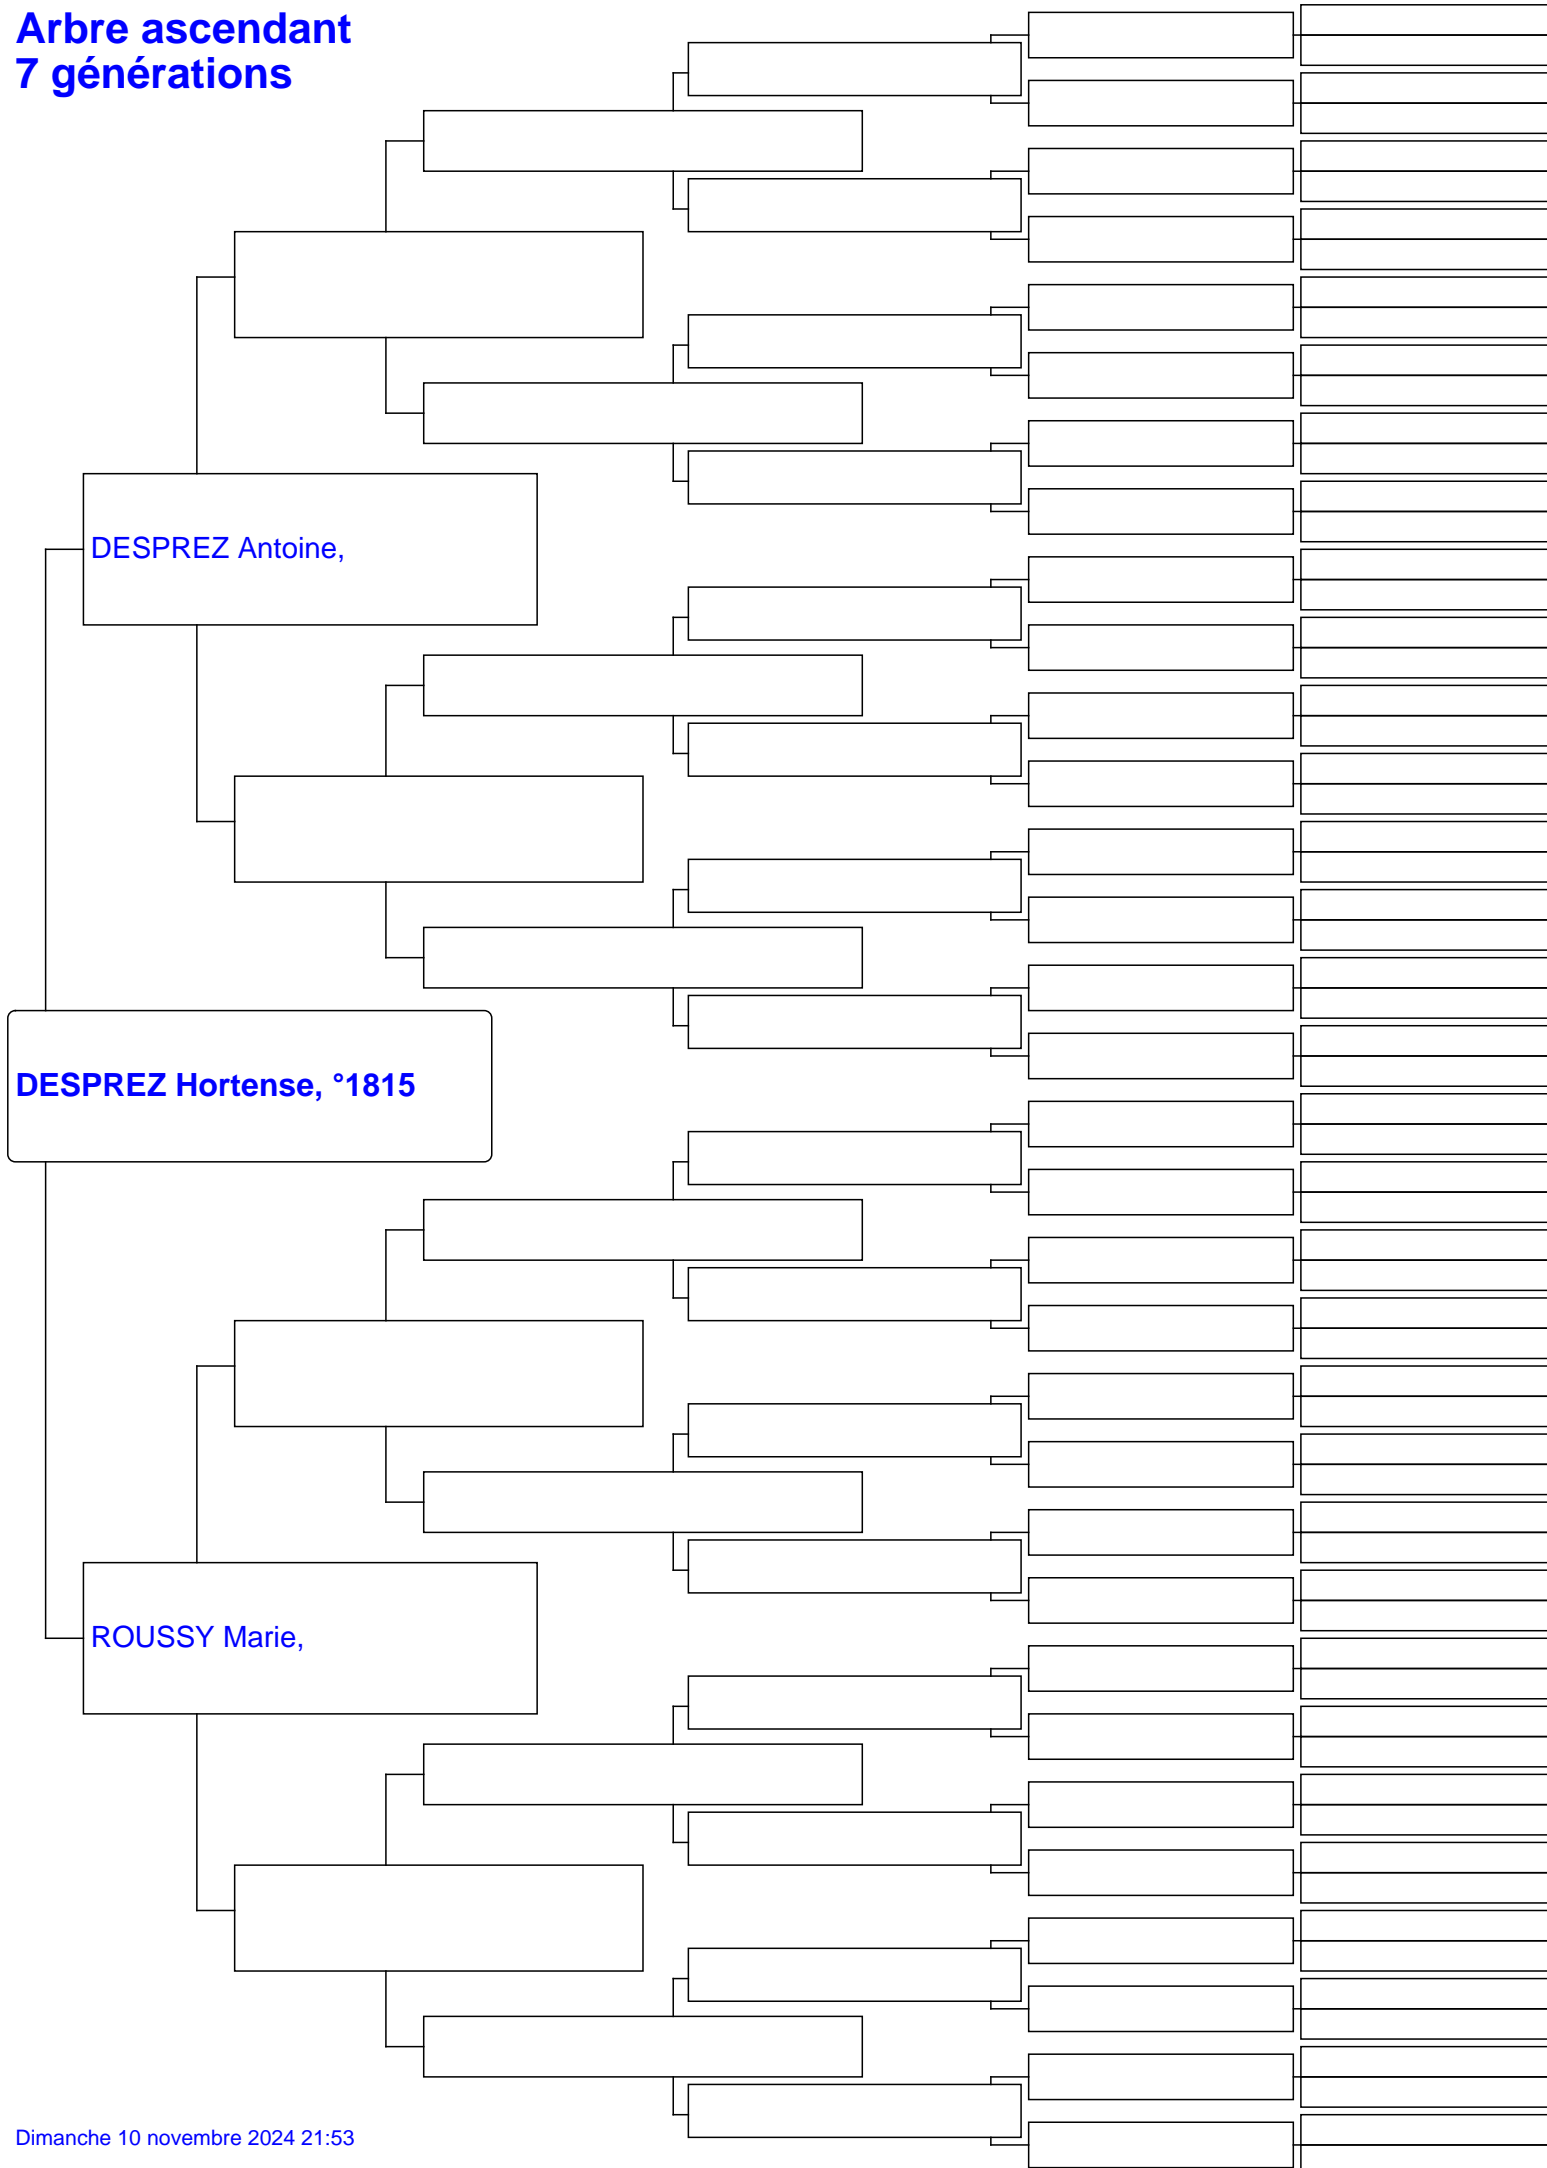 Arbre ascendant
7 générations
DESPREZ Antoine,
DESPREZ Hortense, °1815
ROUSSY Marie,
Dimanche 10 novembre 2024 21:53